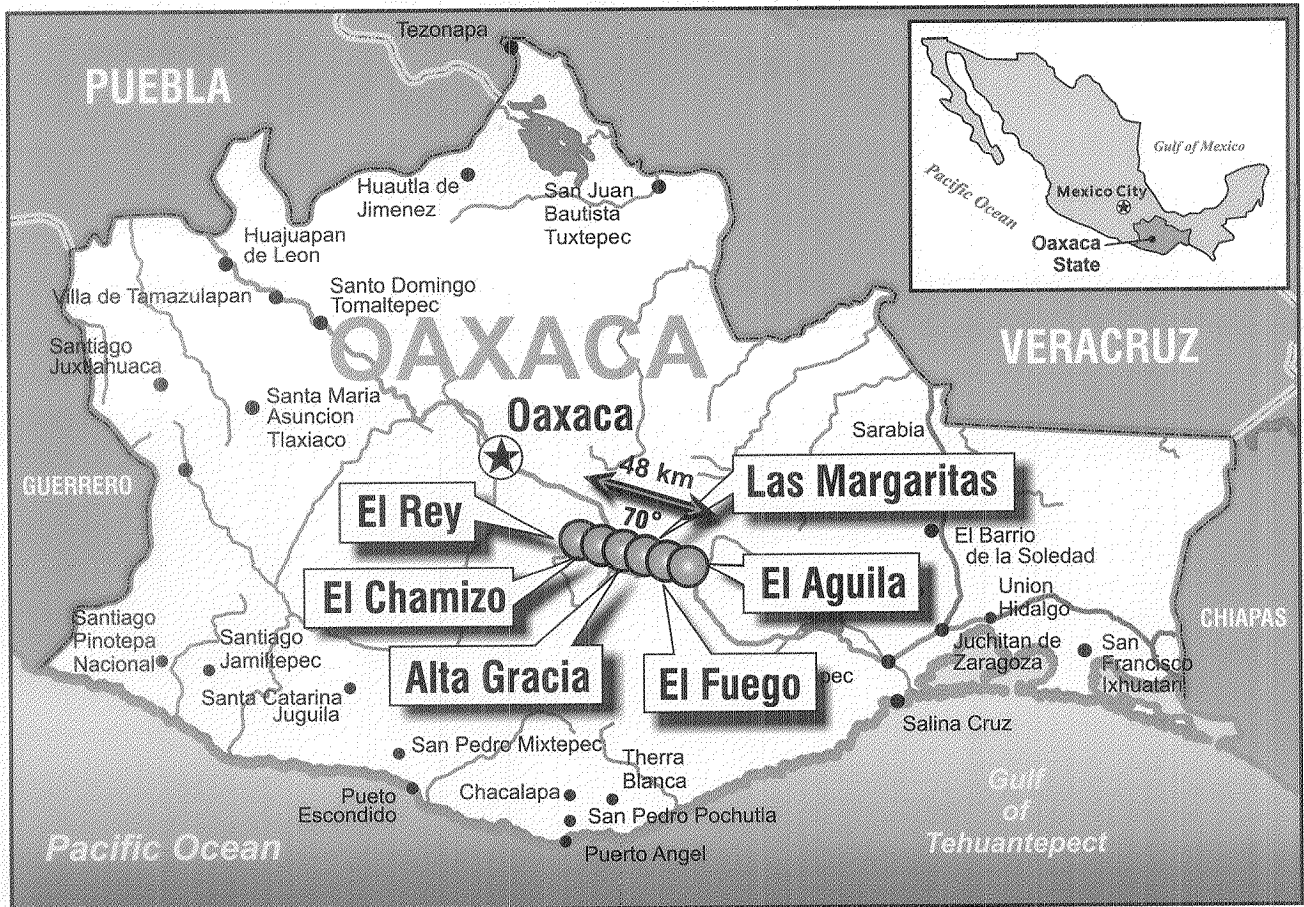 Tezonapa
PUEBLA
Gulf of Mexico
Pacific Ocean
Mexico City
Oaxaca
State
Huautla de
Jimenez
San Juan
Bautista
Tuxtepec
Huajuapan
de Leon
Villa de Tamazulapan
Santo Domingo
Tomaltepec
OAXACA
VERACRUZ
Santiago
Juxtlahuaca
Santa Maria
Asuncion
Tlaxiaco
Oaxaca
Sarabia
GUERRERO
48 km
70°
Las Margaritas
El Rey
El Barrio
de la Soledad
El Chamizo
El Aguila
Union
Hidalgo
CHIAPAS
Santiago
Pinotepa
Nacional
Santiago
Jamiltepec
Juchitan de
Zaragoza
San
Francisco
Ixhuatan
Alta Gracia
El Fuego
pec
Santa Catarina
Juguila
Salina Cruz
San Pedro Mixtepec
Therra
Blanca
Pueto
Escondido
Chacalapa
San Pedro Pochutla
Puerto Angel
Gulf
of
Tehuantepect
Pacific Ocean